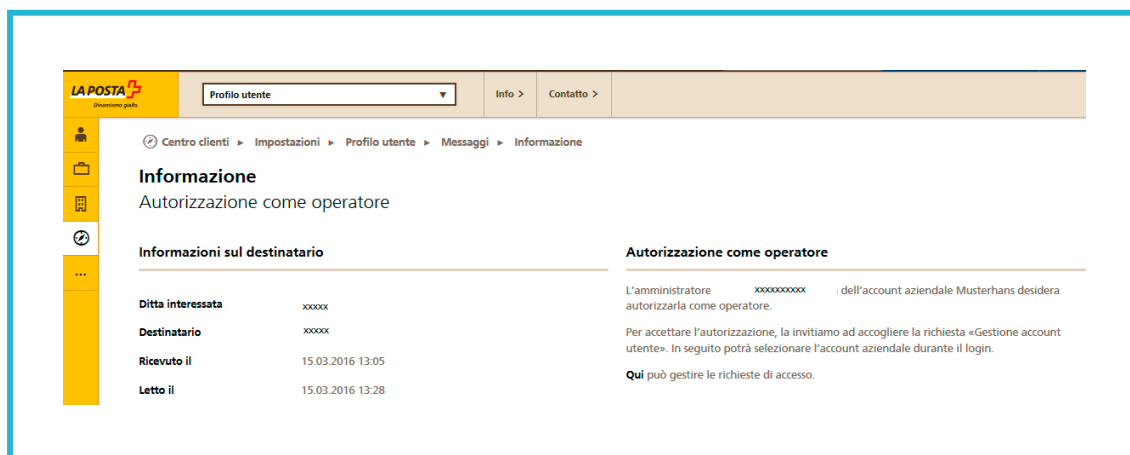 LA POSTA
Dinamismo giallo.
Profilo utente ▼ Info > Contatto >
Centro clienti ▸ Impostazioni ▸ Profilo utente ▸ Messaggi ▸ Informazione
Informazione
Autorizzazione come operatore
Informazioni sul destinatario
Ditta interessata xxxxx
Destinatario xxxxx
Ricevuto il 15.03.2016 13:05
Letto il 15.03.2016 13:28
Autorizzazione come operatore
L'amministratore xxxxxxxxxx dell'account aziendale Musterhans desidera
autorizzarla come operatore.
Per accettare l'autorizzazione, la invitiamo ad accogliere la richiesta «Gestione account
utente». In seguito potrà selezionare l'account aziendale durante il login.
Qui può gestire le richieste di accesso.
...